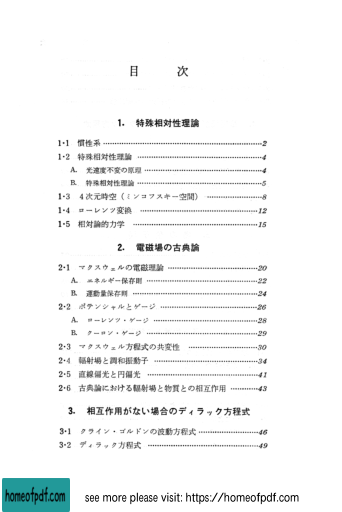 目 次
1. 特殊相対性理論
1・1 慣性系 ……2
1・2 特殊相対性理論 ……4
A. 光速度不変の原理 ……4
B. 特殊相対性理論 ……5
1・3 4次元時空(ミンコフスキー空間) ……8
1・4 ローレンツ変換 ……12
1・5 相対論的力学 ……15
2. 電磁場の古典論
2・1 マクスウェルの電磁理論 ……20
A. エネルギー保存則 ……22
B. 運動量保存則 ……24
2・2 ポテンシャルとゲージ ……26
A. ローレンツ・ゲージ ……28
B. クーロン・ゲージ ……29
2・3 マクスウェル方程式の共変性 ……30
2・4 輻射場と調和振動子 ……34
2・5 直線偏光と円偏光 ……41
2・6 古典論における輻射場と物質との相互作用 ……43
3. 相互作用がない場合のディラック方程式
3・1 クライン・ゴルドンの波動方程式 ……46
3・2 ディラック方程式 ……49
homeofpdf.com see more please visit: https://homeofpdf.com